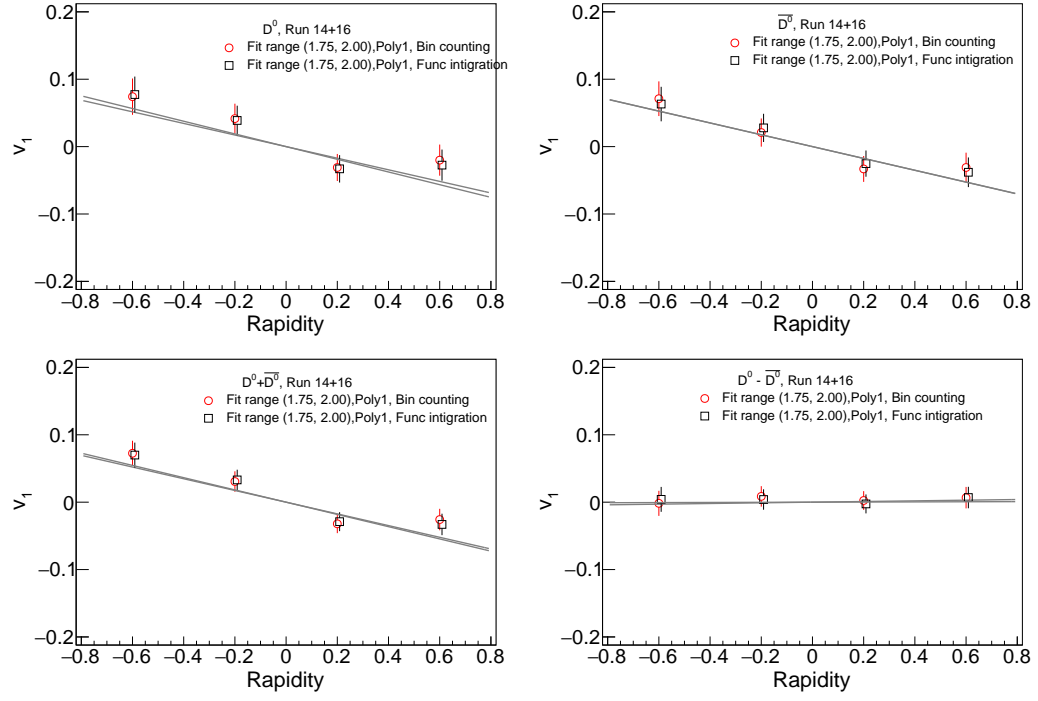 D⁰, Run 14+16
Fit range (1.75, 2.00),Poly1, Bin counting
Fit range (1.75, 2.00),Poly1, Func intigration
0.2
0.1
0
−0.1
−0.2
v₁
−0.8 −0.6 −0.4 −0.2 0 0.2 0.4 0.6 0.8
Rapidity
D̅⁰, Run 14+16
Fit range (1.75, 2.00),Poly1, Bin counting
Fit range (1.75, 2.00),Poly1, Func intigration
0.2
0.1
0
−0.1
−0.2
v₁
−0.8 −0.6 −0.4 −0.2 0 0.2 0.4 0.6 0.8
Rapidity
D⁰+D̅⁰, Run 14+16
Fit range (1.75, 2.00),Poly1, Bin counting
Fit range (1.75, 2.00),Poly1, Func intigration
0.2
0.1
0
−0.1
−0.2
v₁
−0.8 −0.6 −0.4 −0.2 0 0.2 0.4 0.6 0.8
Rapidity
D⁰ - D̅⁰, Run 14+16
Fit range (1.75, 2.00),Poly1, Bin counting
Fit range (1.75, 2.00),Poly1, Func intigration
0.2
0.1
0
−0.1
−0.2
v₁
−0.8 −0.6 −0.4 −0.2 0 0.2 0.4 0.6 0.8
Rapidity